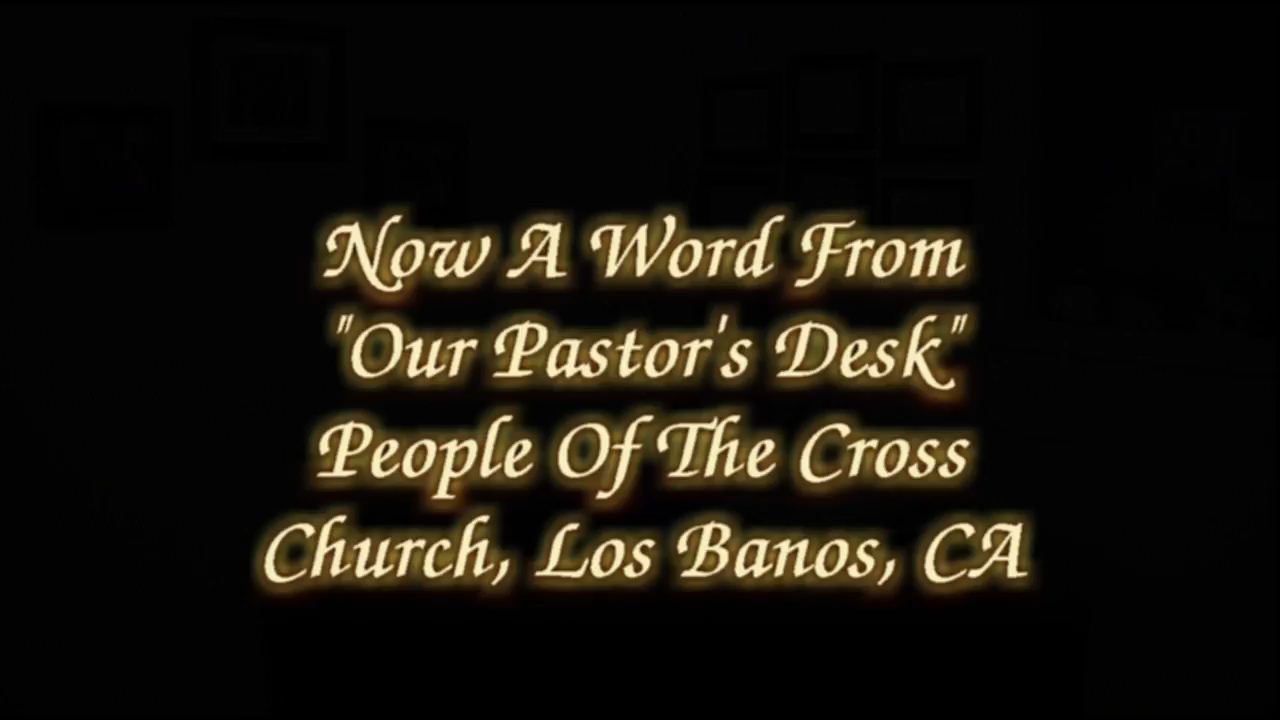 Now A Word From
"Our Pastor's Desk"
People Of The Cross
Church, Los Banos, CA